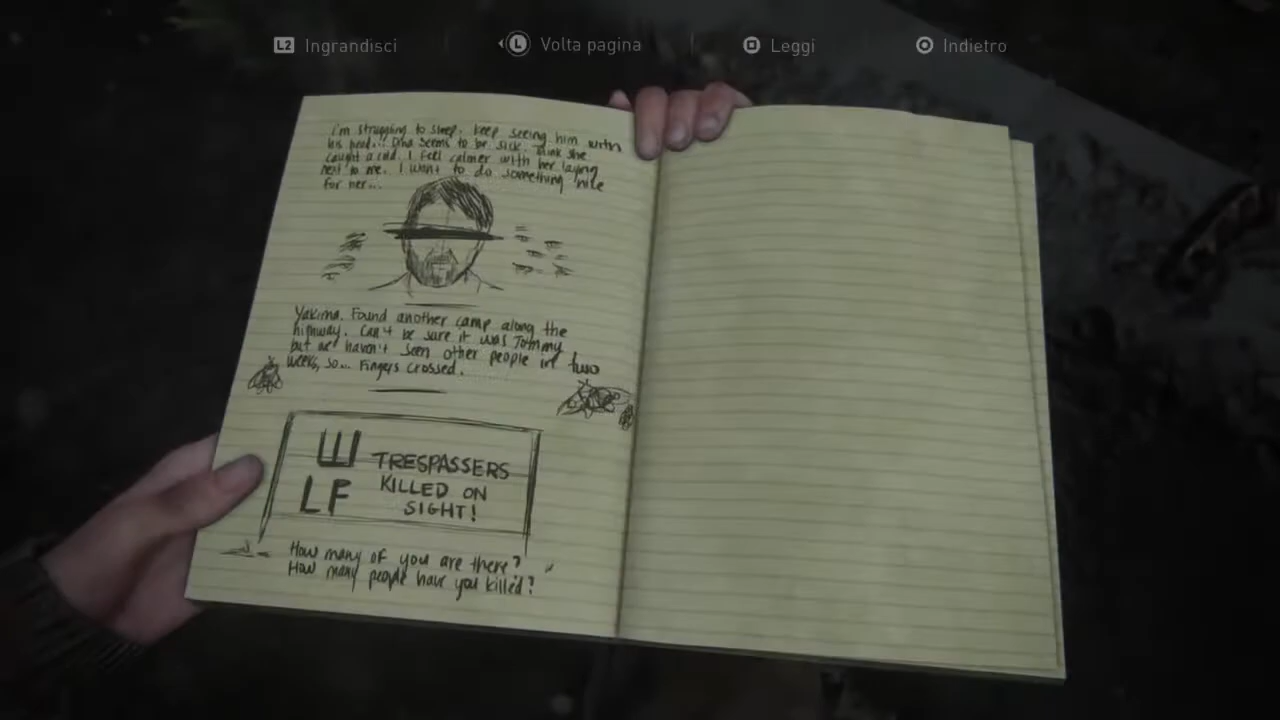 Ingrandisci
Volta pagina
Leggi
Indietro
L2
L
I'm struggling to sleep. Keep seeing him with
his head... Dina seems to be sick. Think she
caught a cold. I feel calmer with her laying
next to me. I want to do something nice
for her...
Yakima. Found another camp along the
highway. Can't be sure it was Tommy
but we haven't seen other people in two
weeks, so... Fingers crossed.
W
LF
TRESPASSERS
KILLED ON
SIGHT!
How many of you are there?
How many people have you killed?